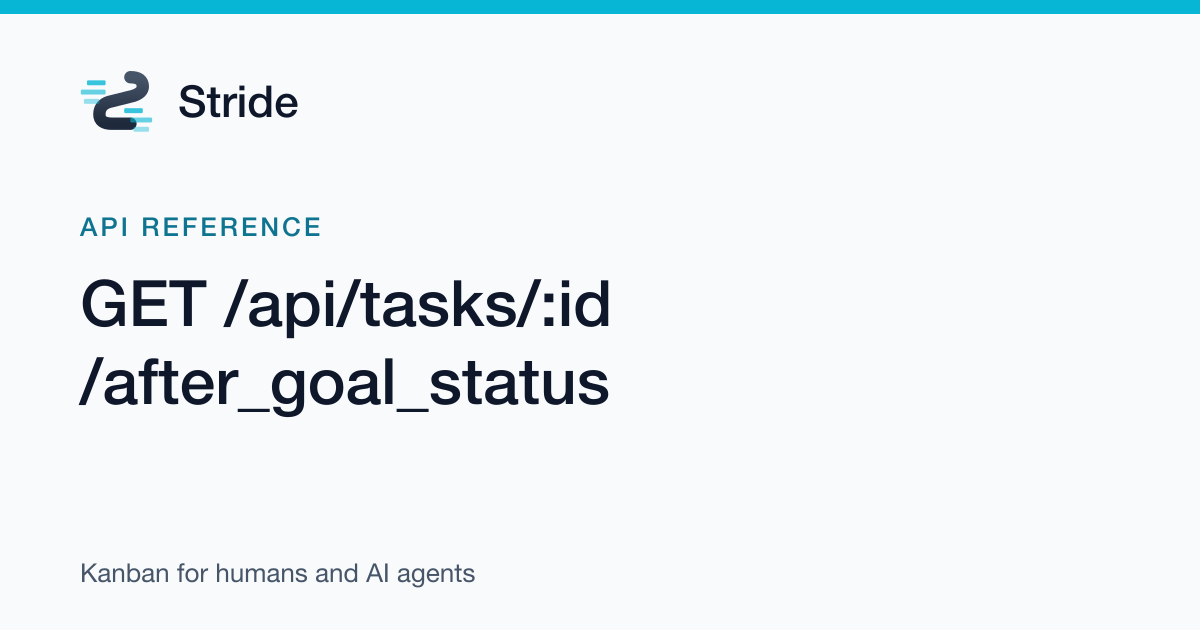 Stride
API REFERENCE
GET /api/tasks/:id
/after_goal_status
Kanban for humans and AI agents